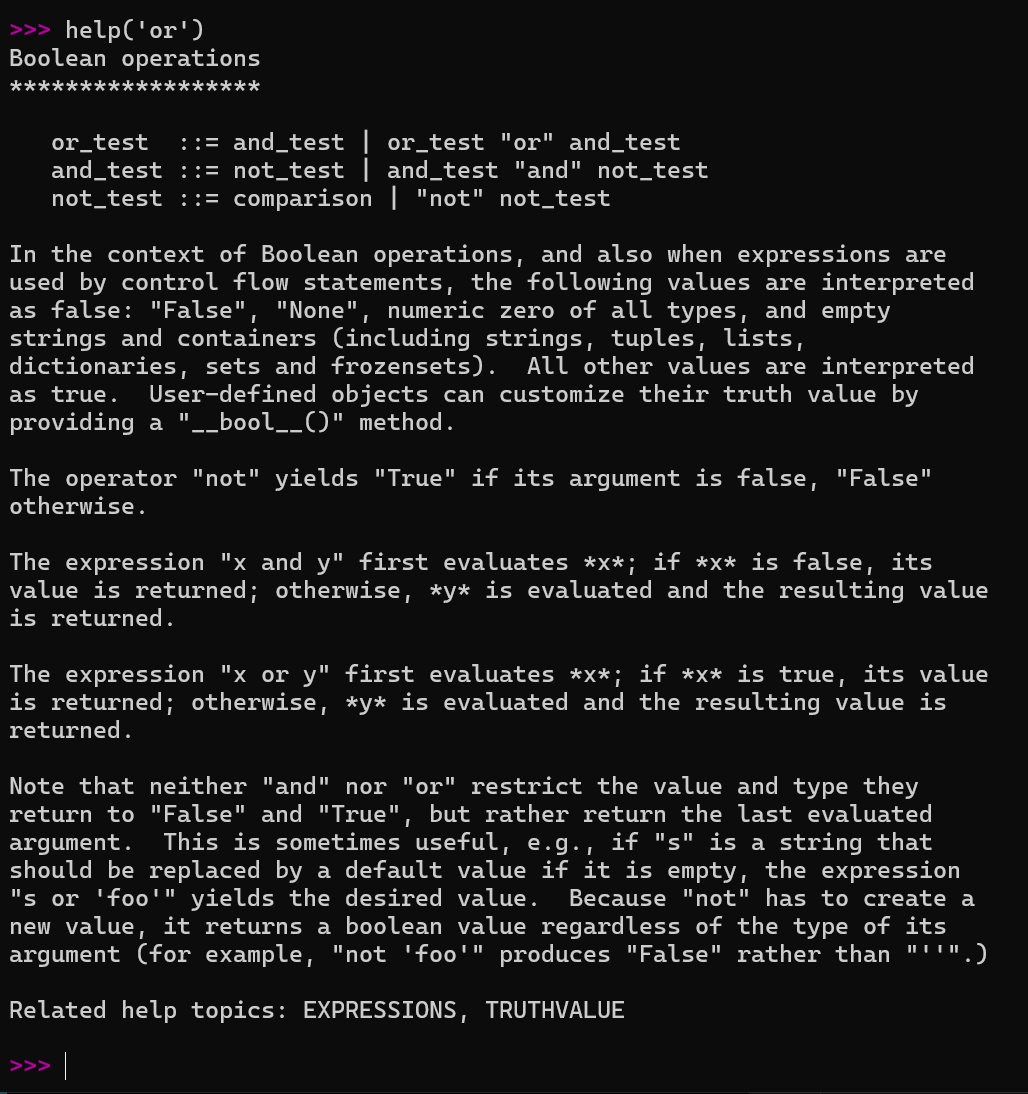 >>> help('or')
Boolean operations
******************
or_test  ::= and_test | or_test "or" and_test
and_test ::= not_test | and_test "and" not_test
not_test ::= comparison | "not" not_test
In the context of Boolean operations, and also when expressions are
used by control flow statements, the following values are interpreted
as false: "False", "None", numeric zero of all types, and empty
strings and containers (including strings, tuples, lists,
dictionaries, sets and frozensets).  All other values are interpreted
as true.  User-defined objects can customize their truth value by
providing a "__bool__()" method.
The operator "not" yields "True" if its argument is false, "False"
otherwise.
The expression "x and y" first evaluates *x*; if *x* is false, its
value is returned; otherwise, *y* is evaluated and the resulting value
is returned.
The expression "x or y" first evaluates *x*; if *x* is true, its value
is returned; otherwise, *y* is evaluated and the resulting value is
returned.
Note that neither "and" nor "or" restrict the value and type they
return to "False" and "True", but rather return the last evaluated
argument.  This is sometimes useful, e.g., if "s" is a string that
should be replaced by a default value if it is empty, the expression
"s or 'foo'" yields the desired value.  Because "not" has to create a
new value, it returns a boolean value regardless of the type of its
argument (for example, "not 'foo'" produces "False" rather than "''".)
Related help topics: EXPRESSIONS, TRUTHVALUE
>>>